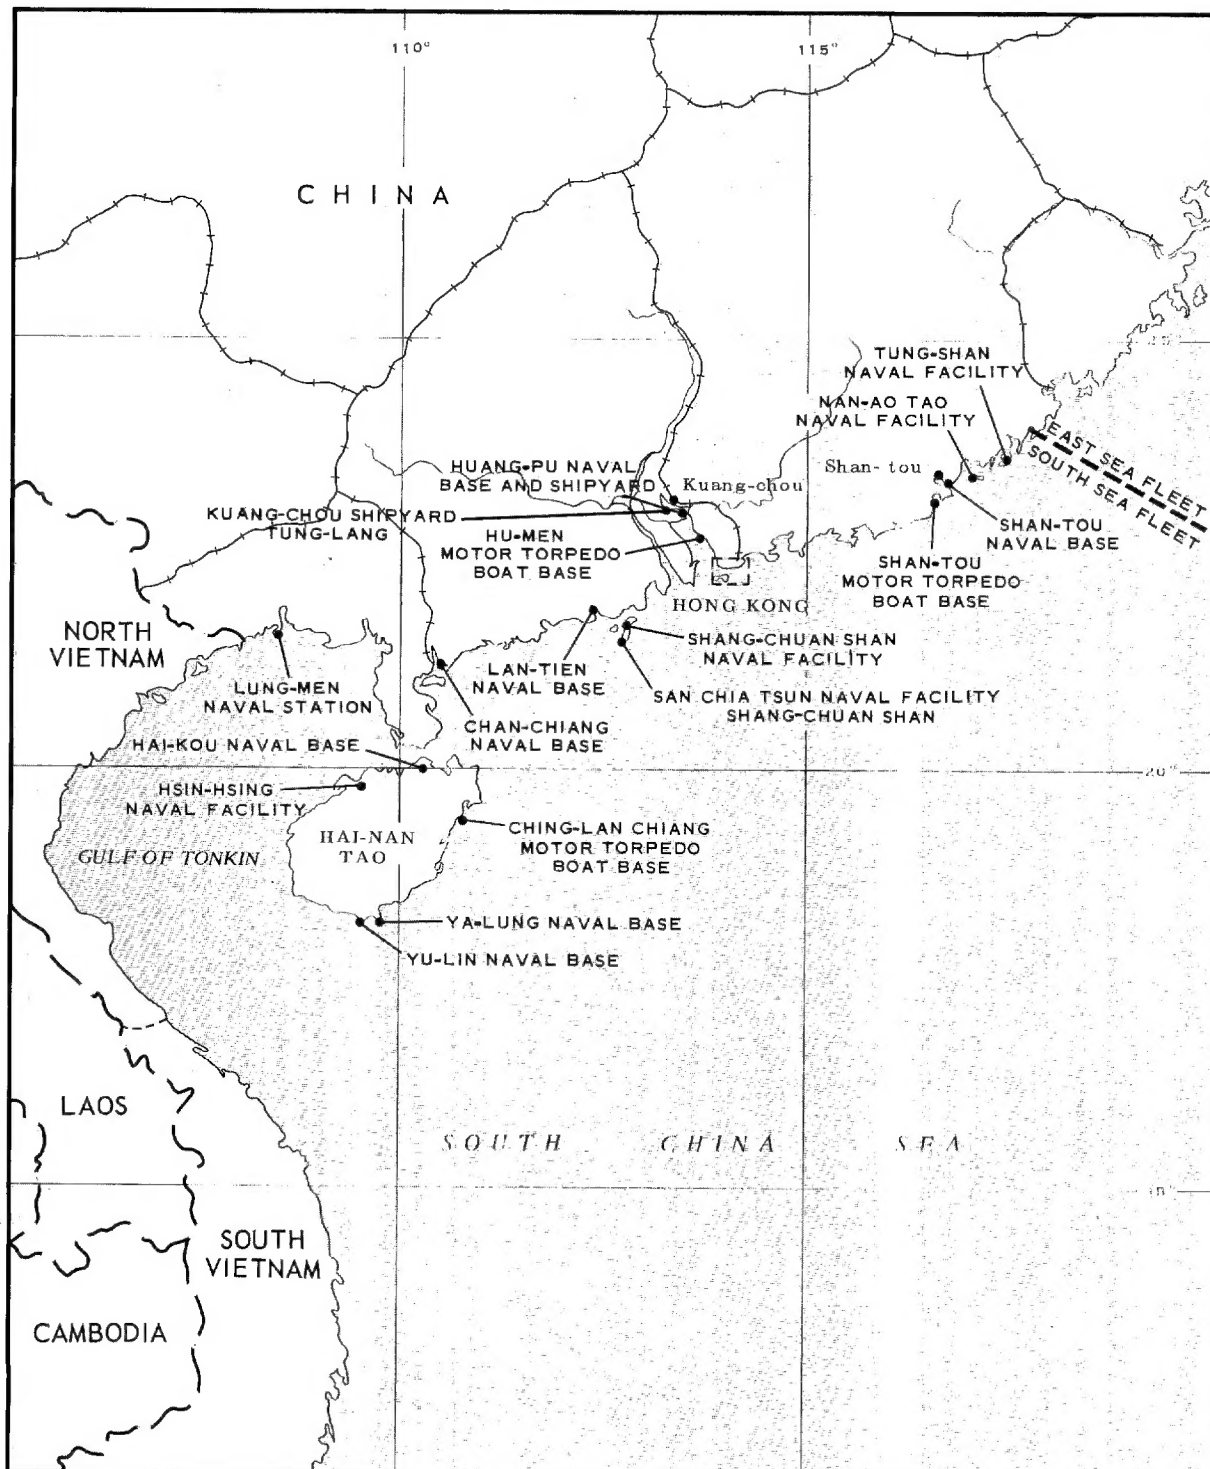 110°
115°
CHINA
25°
TUNG-SHAN
NAVAL FACILITY
NAN-AO TAO
NAVAL FACILITY
EAST SEA FLEET
SOUTH SEA FLEET
HUANG-PU NAVAL
BASE AND SHIPYARD
Kuang-chou
Shan-tou
KUANG-CHOU SHIPYARD
TUNG-LANG
HU-MEN
MOTOR TORPEDO
BOAT BASE
SHAN-TOU
NAVAL BASE
SHAN-TOU
MOTOR TORPEDO
BOAT BASE
HONG KONG
NORTH
VIETNAM
SHANG-CHUAN SHAN
NAVAL FACILITY
LAN-TIEN
NAVAL BASE
LUNG-MEN
NAVAL STATION
SAN CHIA TSUN NAVAL FACILITY
SHANG-CHUAN SHAN
CHAN-CHIANG
NAVAL BASE
HAI-KOU NAVAL BASE
20°
HSIN-HSING
NAVAL FACILITY
HAI-NAN
TAO
CHING-LAN CHIANG
MOTOR TORPEDO
BOAT BASE
GULF OF TONKIN
YA-LUNG NAVAL BASE
YU-LIN NAVAL BASE
LAOS
SOUTH CHINA SEA
SOUTH
VIETNAM
CAMBODIA